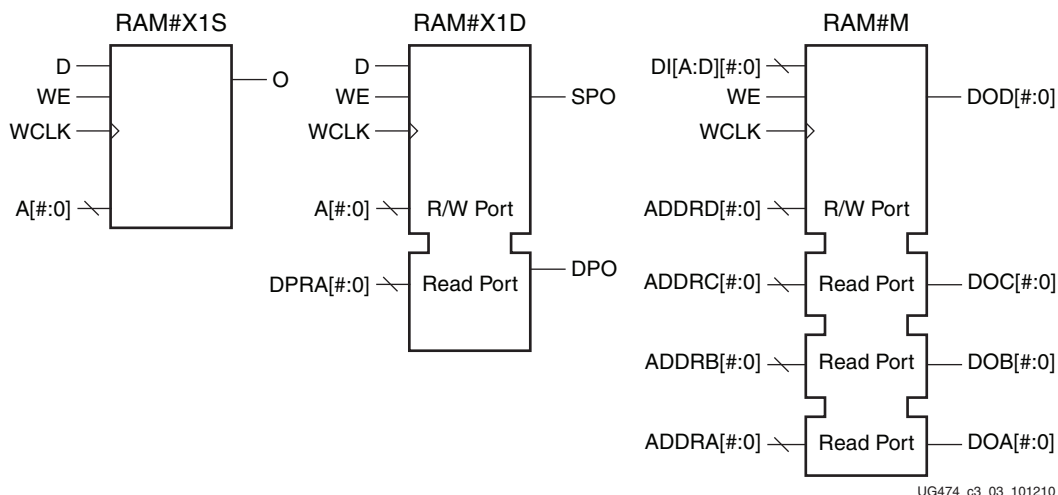 RAM#X1S
D
WE
WCLK
A[#:0]
O
RAM#X1D
D
WE
WCLK
A[#:0]
R/W Port
DPRA[#:0]
Read Port
SPO
DPO
RAM#M
DI[A:D][#:0]
WE
WCLK
ADDRD[#:0]
R/W Port
ADDRC[#:0]
Read Port
ADDRB[#:0]
Read Port
ADDRA[#:0]
Read Port
DOD[#:0]
DOC[#:0]
DOB[#:0]
DOA[#:0]
UG474_c3_03_101210